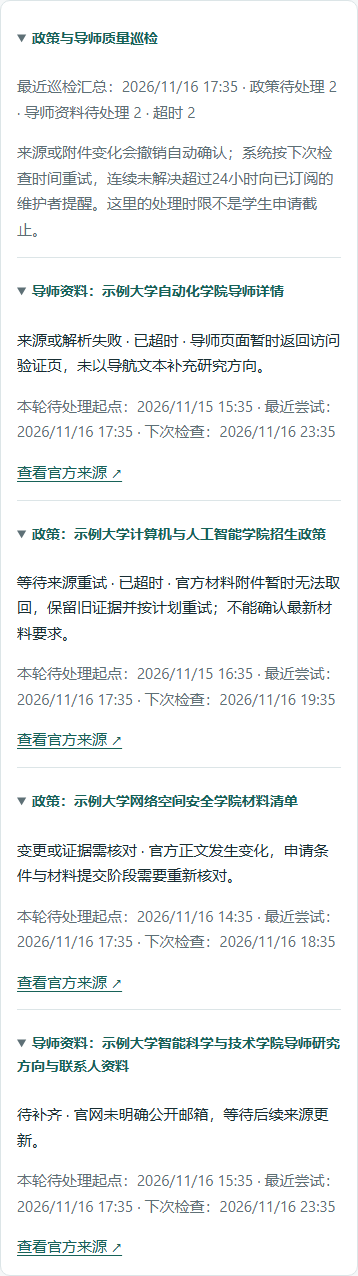 ▼ 政策与导师质量巡检
最近巡检汇总：2026/11/16 17:35 · 政策待处理 2
· 导师资料待处理 2 · 超时 2
来源或附件变化会撤销自动确认；系统按下次检
查时间重试，连续未解决超过24小时向已订阅的
维护者提醒。这里的处理时限不是学生申请截
止。
▼ 导师资料：示例大学自动化学院导师详情
来源或解析失败 · 已超时 · 导师页面暂时返回访问
验证页，未以导航文本补充研究方向。
本轮待处理起点：2026/11/15 15:35 · 最近尝试：
2026/11/16 17:35 · 下次检查：2026/11/16 23:35
查看官方来源 ↗
▼ 政策：示例大学计算机与人工智能学院招生政策
等待来源重试 · 已超时 · 官方材料附件暂时无法取
回，保留旧证据并按计划重试；不能确认最新材
料要求。
本轮待处理起点：2026/11/15 16:35 · 最近尝试：
2026/11/16 17:35 · 下次检查：2026/11/16 19:35
查看官方来源 ↗
▼ 政策：示例大学网络空间安全学院材料清单
变更或证据需核对 · 官方正文发生变化，申请条
件与材料提交阶段需要重新核对。
本轮待处理起点：2026/11/16 14:35 · 最近尝试：
2026/11/16 17:35 · 下次检查：2026/11/16 18:35
查看官方来源 ↗
▼ 导师资料：示例大学智能科学与技术学院导师研究
方向与联系人资料
待补齐 · 官网未明确公开邮箱，等待后续来源更
新。
本轮待处理起点：2026/11/16 15:35 · 最近尝试：
2026/11/16 17:35 · 下次检查：2026/11/16 23:35
查看官方来源 ↗